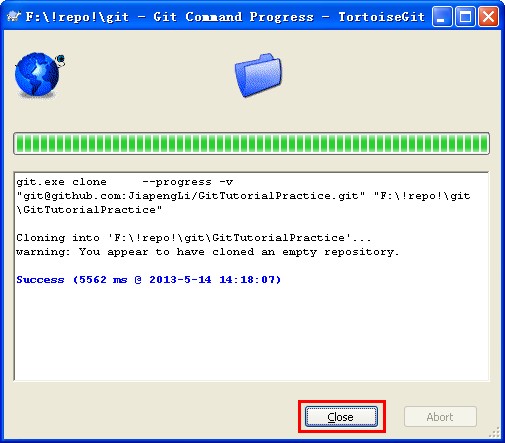 F:\!repo!\git - Git Command Progress - TortoiseGit
git.exe clone     --progress -v
"git@github.com:JiapengLi/GitTutorialPractice.git" "F:\!repo!\git
\GitTutorialPractice"
Cloning into 'F:\!repo!\git\GitTutorialPractice'...
warning: You appear to have cloned an empty repository.
Success (5562 ms @ 2013-5-14 14:18:07)
Close
Abort